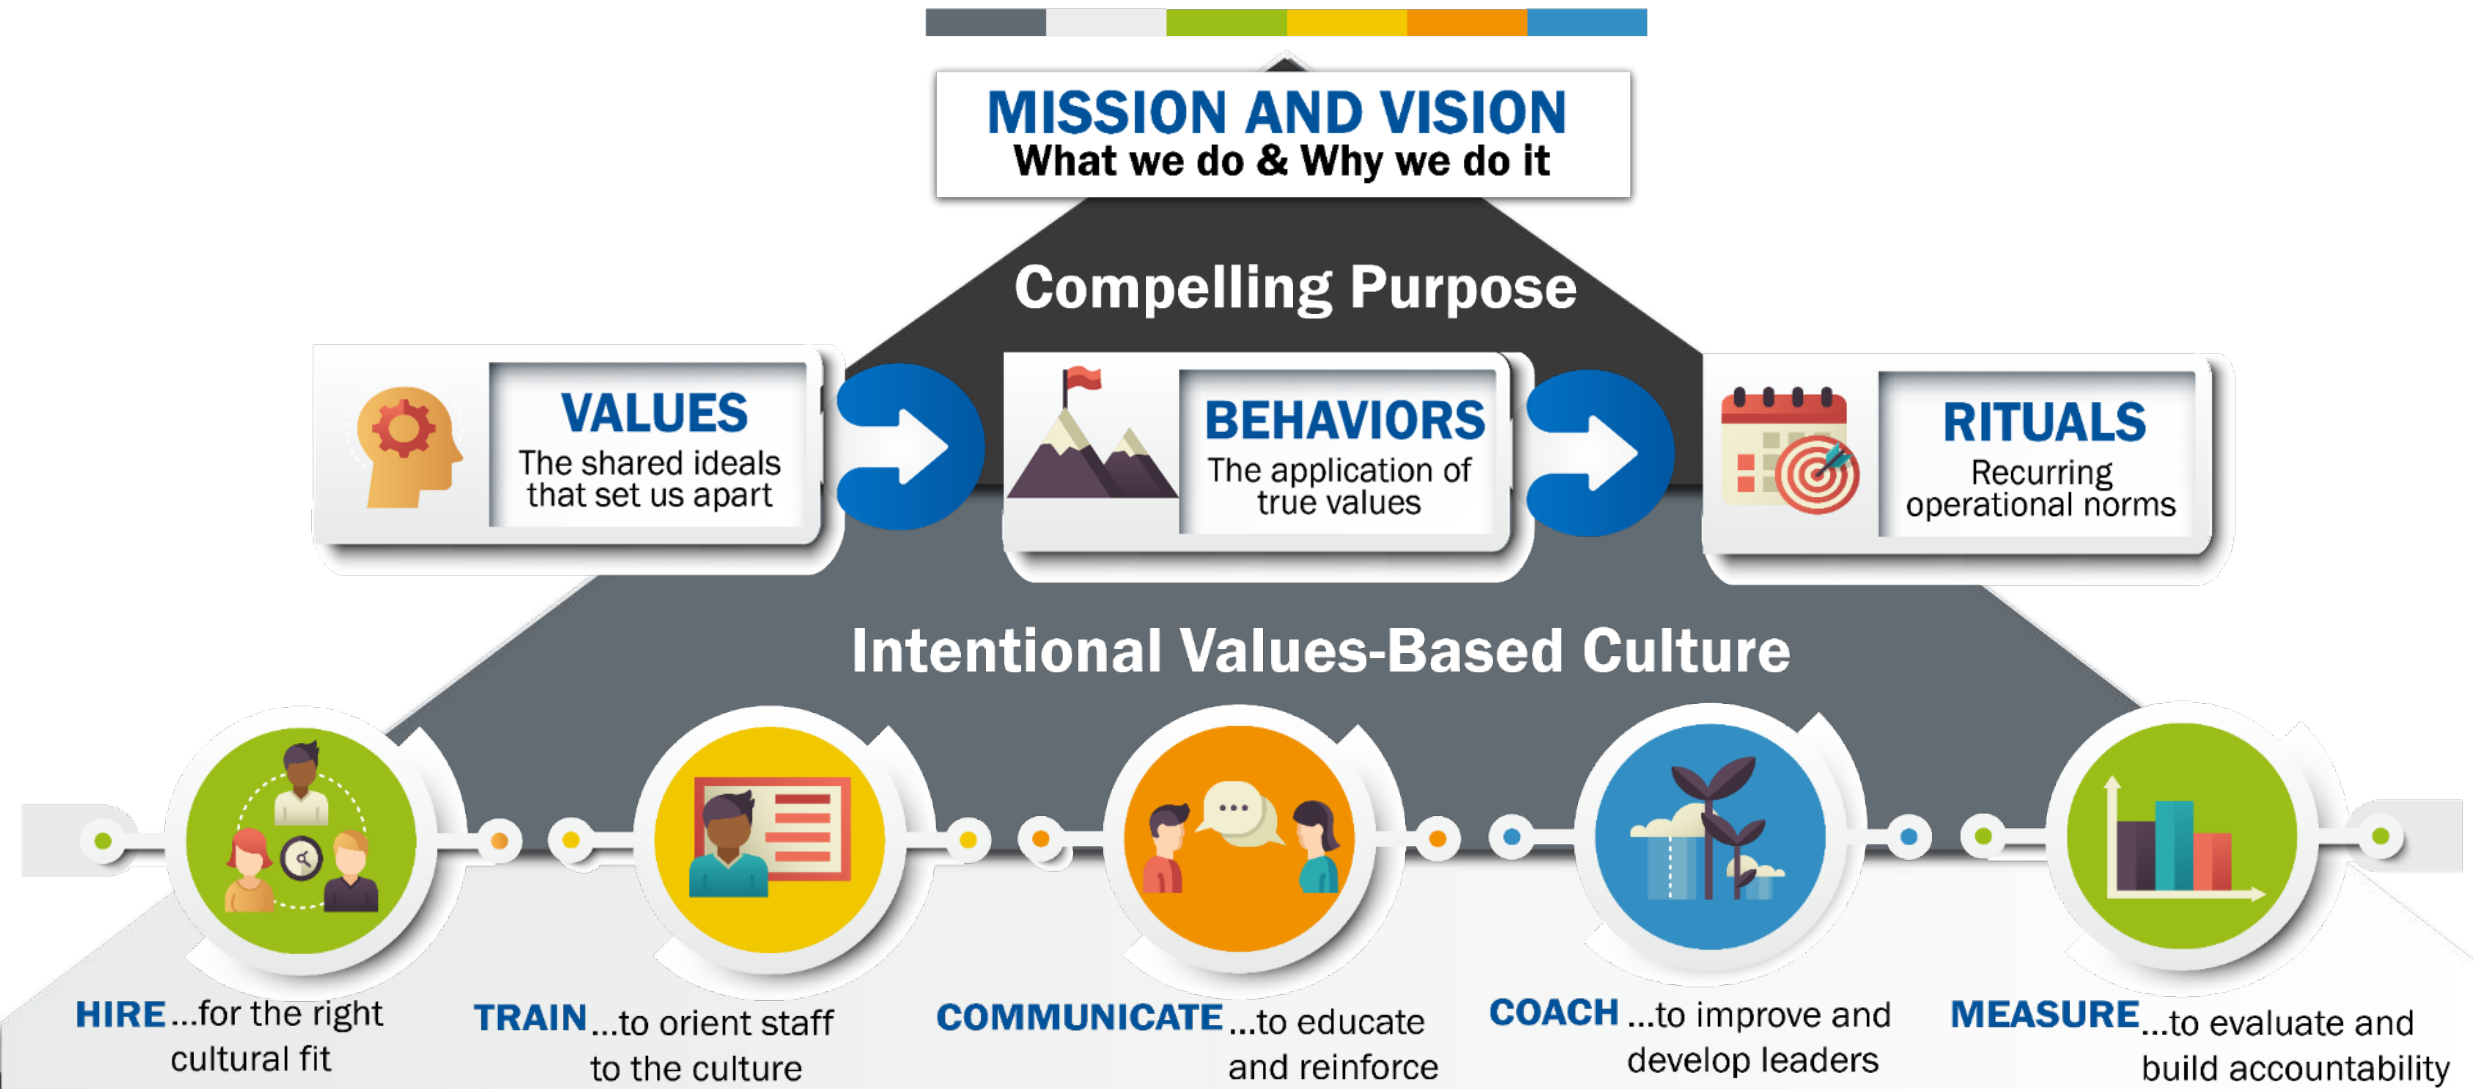 MISSION AND VISION
What we do & Why we do it
Compelling Purpose
VALUES
The shared ideals
that set us apart
BEHAVIORS
The application of
true values
RITUALS
Recurring
operational norms
Intentional Values-Based Culture
HIRE...for the right
cultural fit
TRAIN...to orient staff
to the culture
COMMUNICATE...to educate
and reinforce
COACH...to improve and
develop leaders
MEASURE...to evaluate and
build accountability